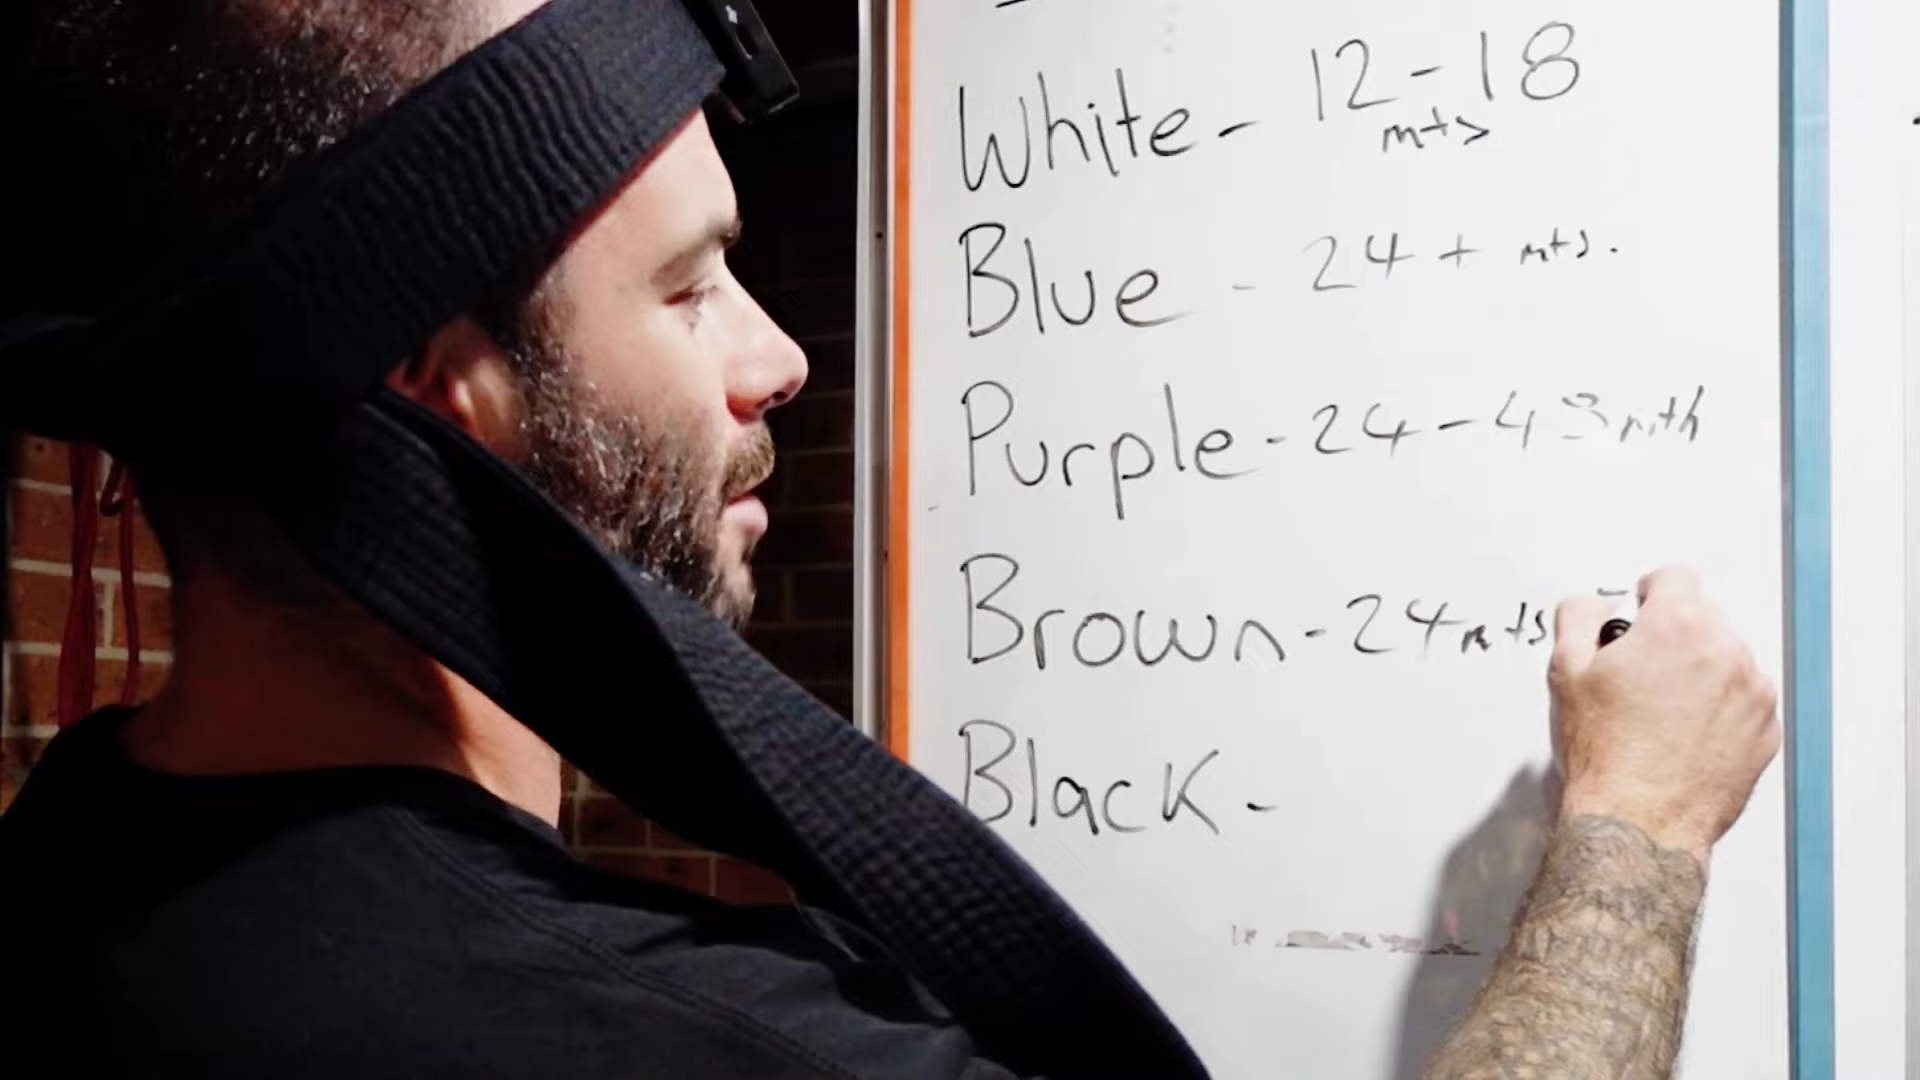 White - 12 - 18
mts
Blue - 24 + mts.
Purple - 24 - 48 mth
Brown - 24 mts
Black -